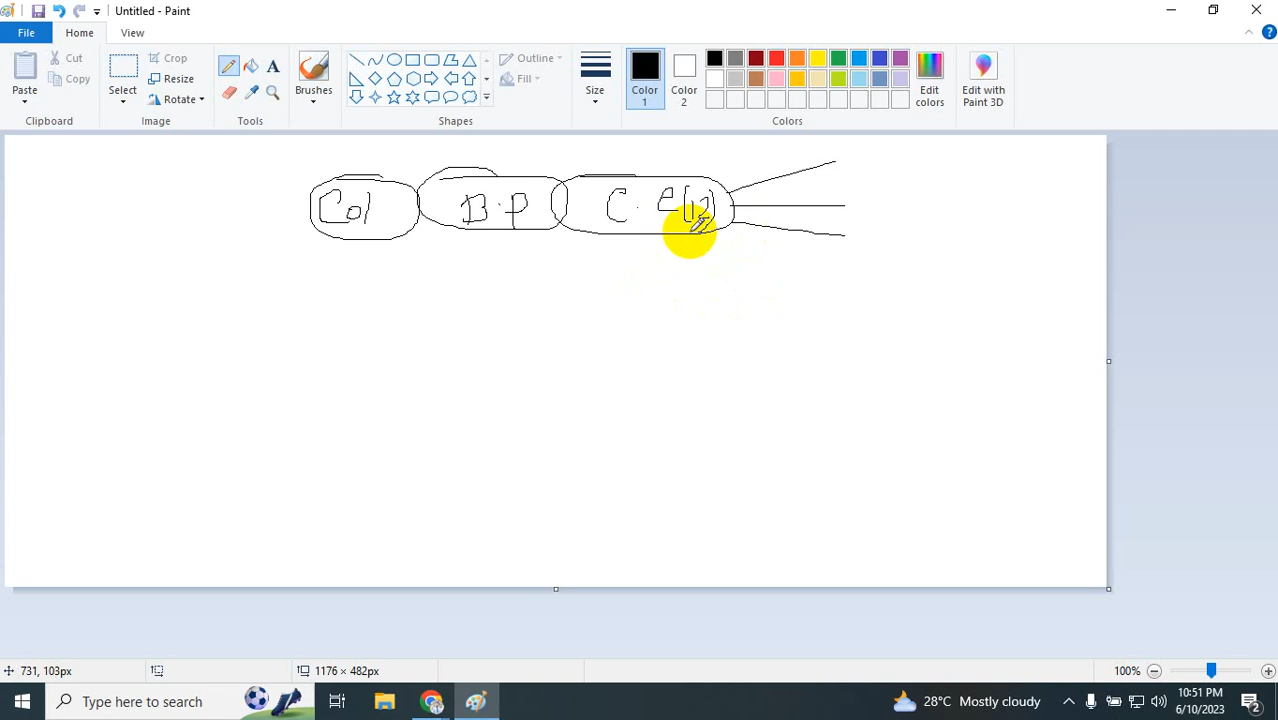 Untitled - Paint
File Home View
Cut
Copy
Paste
Clipboard
Crop
Resize
Rotate
Select
Image
A
Tools
Brushes
Outline
Fill
Shapes
Size
Color 1
Color 2
Edit colors
Colors
Edit with Paint 3D
Col B.P C.
731, 103px
1176 × 482px
100%
Type here to search
28°C Mostly cloudy
10:51 PM
6/10/2023
2